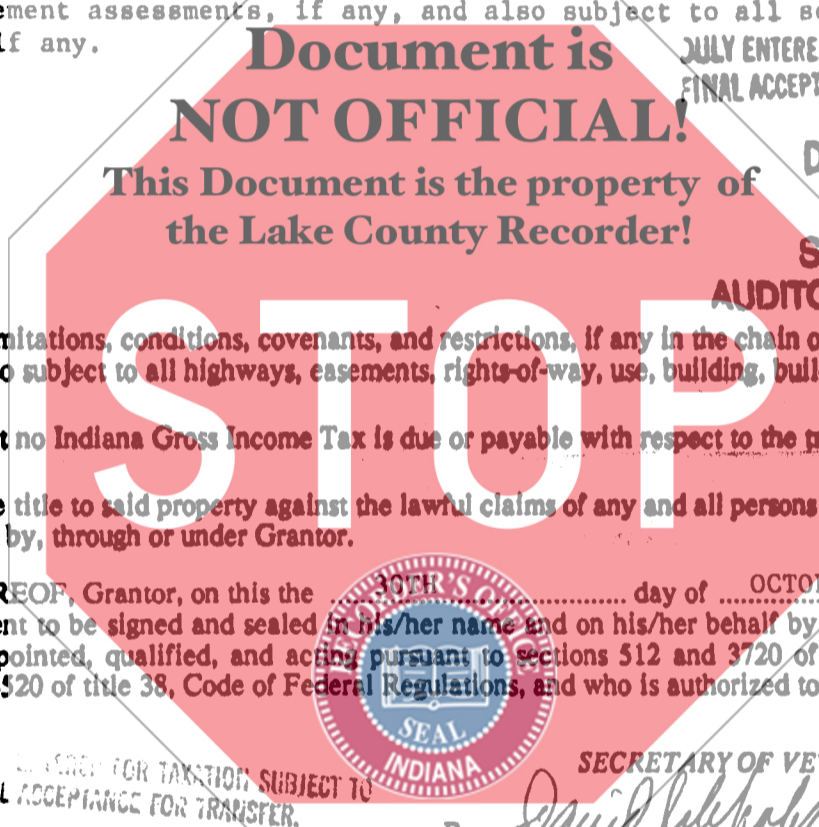 ement assessments, if any, and also subject to all s
if any.
Document is
NOT OFFICIAL!
This Document is the property of
the Lake County Recorder!
DULY ENTERE
FINAL ACCEPT
D
S
AUDITO
STOP
mitations, conditions, covenants, and restrictions, if any in the chain o
o subject to all highways, easements, rights-of-way, use, building, buil
t no Indiana Gross Income Tax is due or payable with respect to the
e title to said property against the lawful claims of any and all persons
by, through or under Grantor.
REOF, Grantor, on this the 30TH day of OCTO
ent to be signed and sealed in his/her name and on his/her behalf by
pointed, qualified, and acting pursuant to sections 512 and 3720 of
520 of title 38, Code of Federal Regulations, and who is authorized to
RECORDER'S OFFICE
SEAL
INDIANA
FOR TAXATION SUBJECT TO
L ACCEPTANCE FOR TRANSFER.
SECRETARY OF VE